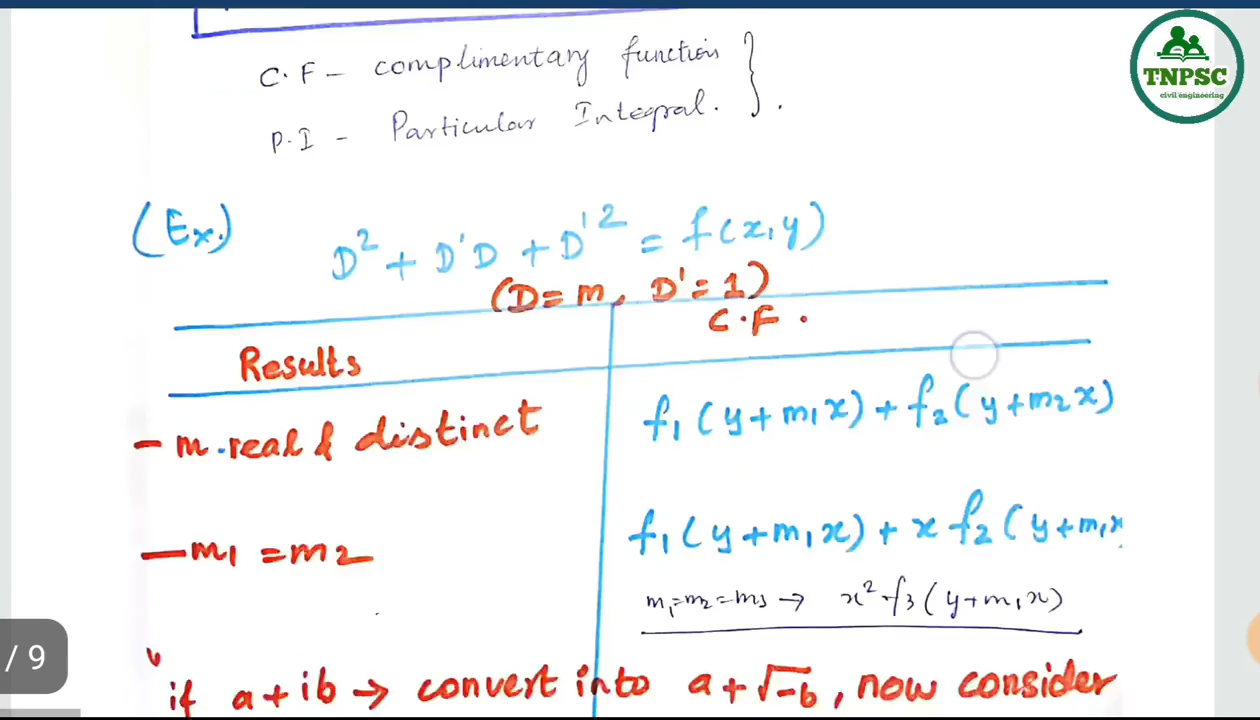 C.F – complimentary function
P.I – Particular Integral.
TNPSC
civil engineering
(Ex.) D² + D'D + D'² = f(x,y)
(D=m, D'=1)
Results
C.F.
– m.real & distinct
f₁(y+m₁x) + f₂(y+m₂x)
– m₁ = m₂
f₁(y+m₁x) + x f₂(y+m₁x
m₁=m₂=m₃ → x² f₃(y+m₁x)
if a+ib → convert into a+√-b, now consider
/ 9